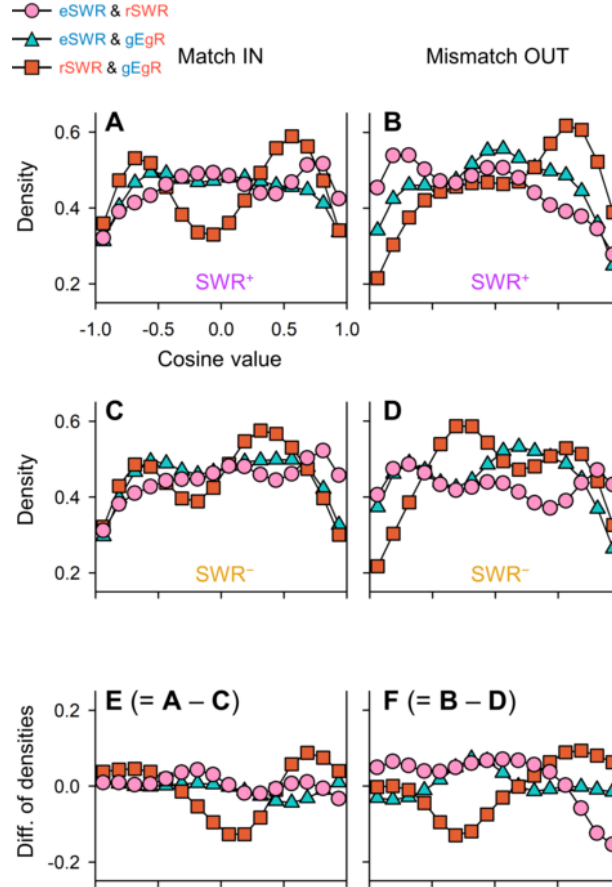 eSWR & rSWR
eSWR & gEgR
rSWR & gEgR
Match IN
Mismatch OUT
A
B
0.6
0.4
0.2
Density
SWR⁺
SWR⁺
-1.0 -0.5 0.0 0.5 1.0
Cosine value
C
D
0.6
0.4
0.2
Density
SWR⁻
SWR⁻
E (= A – C)
F (= B – D)
0.2
0.0
-0.2
Diff. of densities